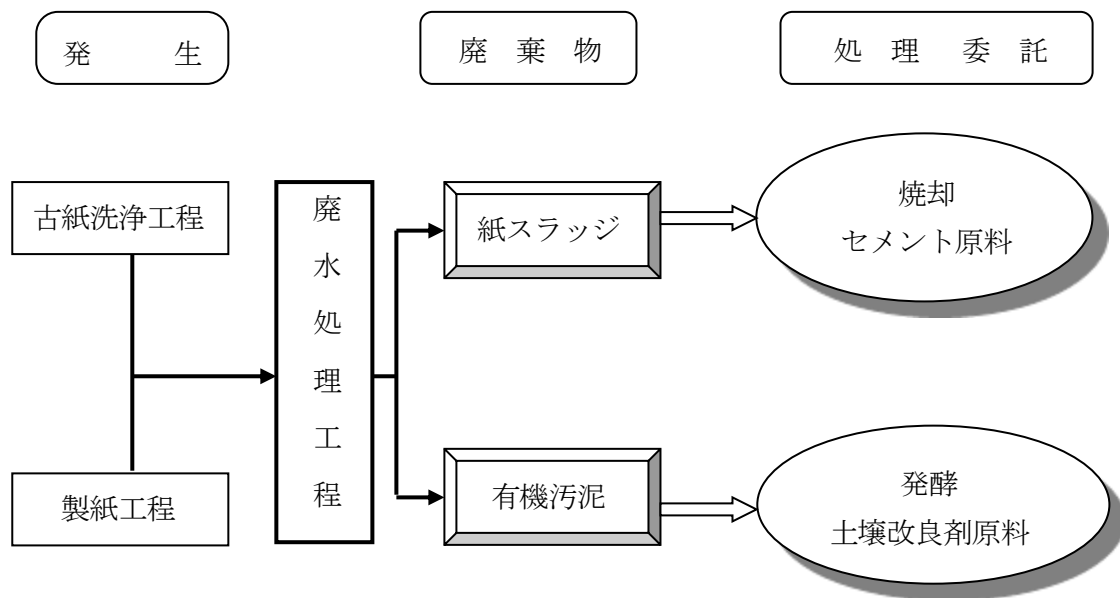 発　　生
廃　棄　物
処　理　委　託
古紙洗浄工程
製紙工程
廃水処理工程
紙スラッジ
有機汚泥
焼却
セメント原料
発酵
土壌改良剤原料